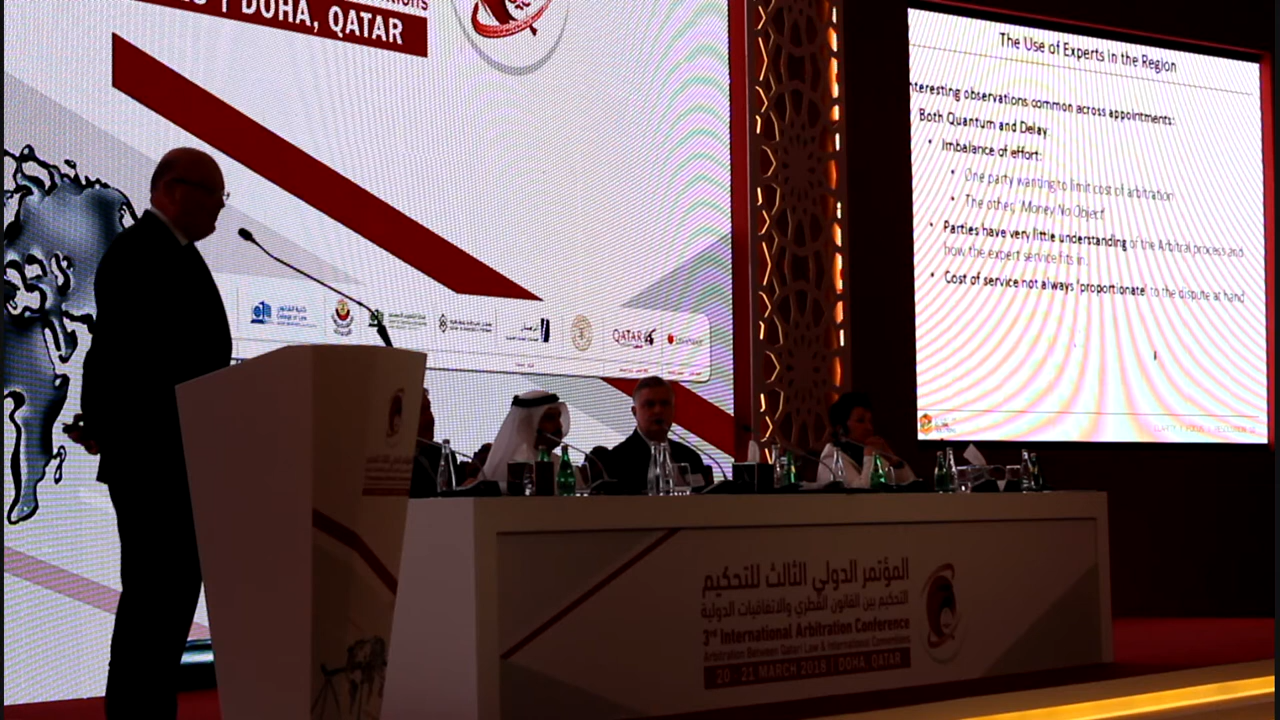 DOHA, QATAR
The Use of Experts in the Region
nteresting observations common across appointments:
Both Quantum and Delay:
• Imbalance of effort:
• One party wanting to limit cost of arbitration
• The other, 'Money No Object'
• Parties have very little understanding of the Arbitral process and
how the expert service fits in.
• Cost of service not always 'proportionate' to the dispute at hand
كلية القانون
College of Law
QATAR
المؤتمر الدولي الثالث للتحكيم
التحكيم بين القانون القطري والاتفاقيات الدولية
3rd International Arbitration Conference
Arbitration Between Qatari Law & International Conventions
20 - 21 MARCH 2018 | DOHA, QATAR